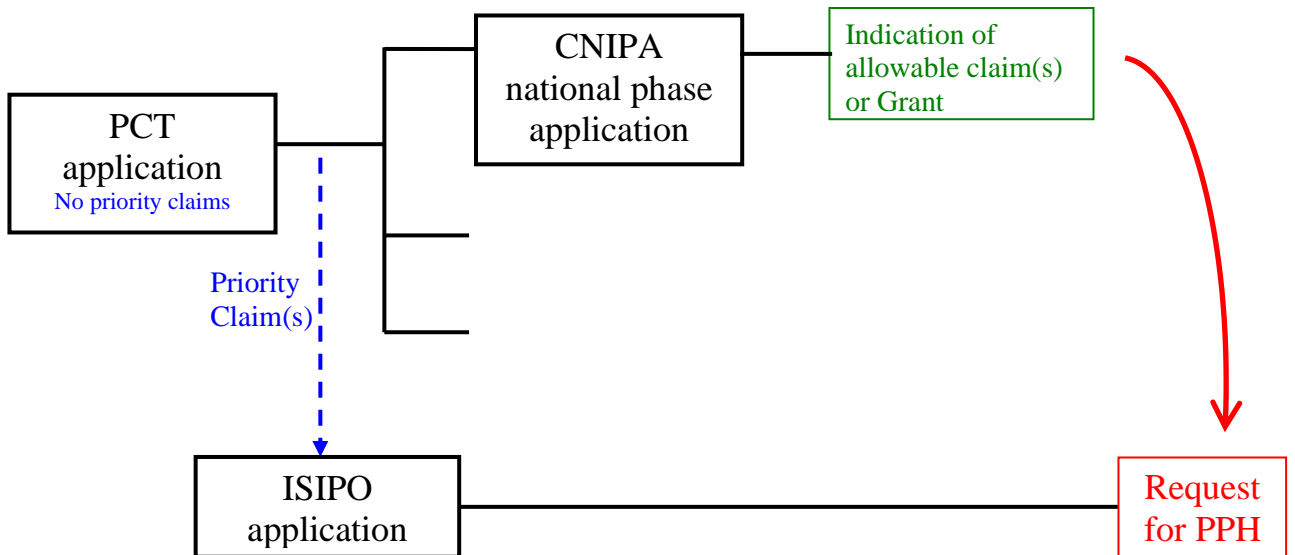 PCT
application
No priority claims
CNIPA
national phase
application
Indication of
allowable claim(s)
or Grant
Priority
Claim(s)
ISIPO
application
Request
for PPH